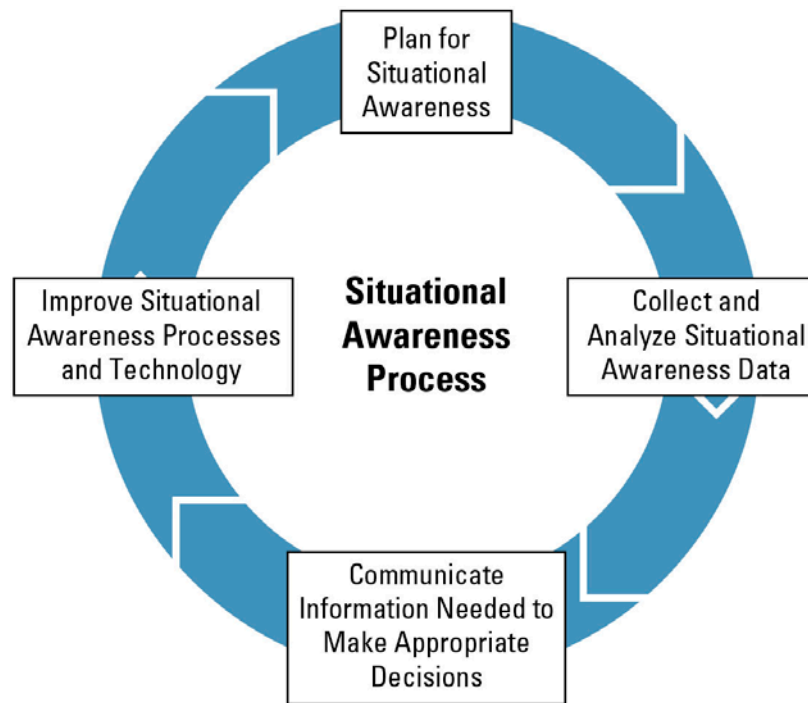 Plan for
Situational
Awareness
Situational
Awareness
Process
Improve Situational
Awareness Processes
and Technology
Collect and
Analyze Situational
Awareness Data
Communicate
Information Needed to
Make Appropriate
Decisions